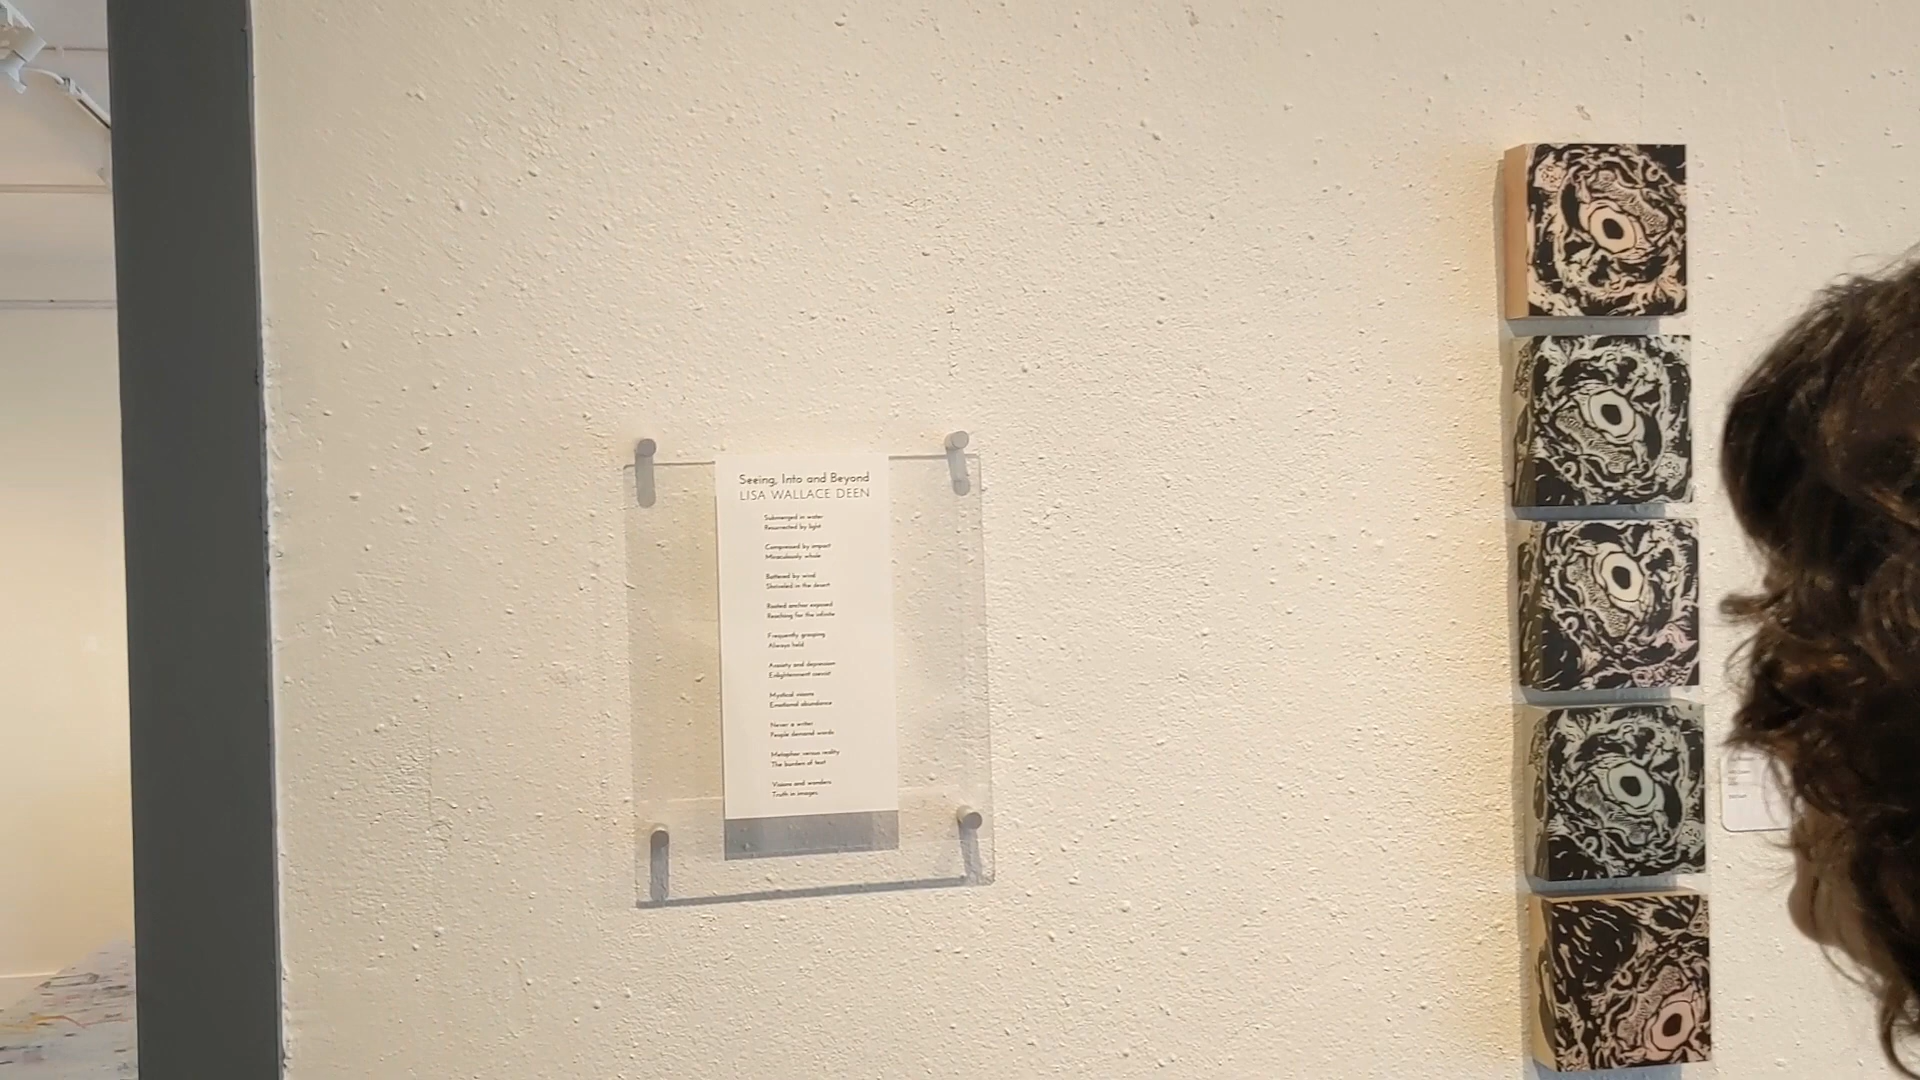 Seeing, Into and Beyond
LISA WALLACE DEEN
Submerged in water
Resurrected by light
Compressed by impact
Miraculously whole
Battered by wind
Shriveled in the desert
Rooted anchor exposed
Reaching for the infinite
Frequently grasping
Always held
Anxiety and depression
Enlightenment coexist
Mystical visions
Emotional abundance
Never a writer
People demand words
Metaphor versus reality
The burden of text
Visions and wonders
Truth in images